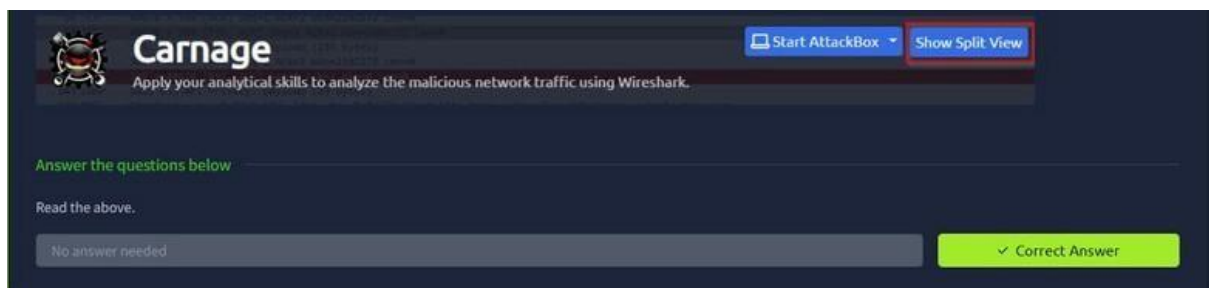 Carnage
Start AttackBox
Show Split View
Apply your analytical skills to analyze the malicious network traffic using Wireshark.
Answer the questions below
Read the above.
No answer needed
✓ Correct Answer